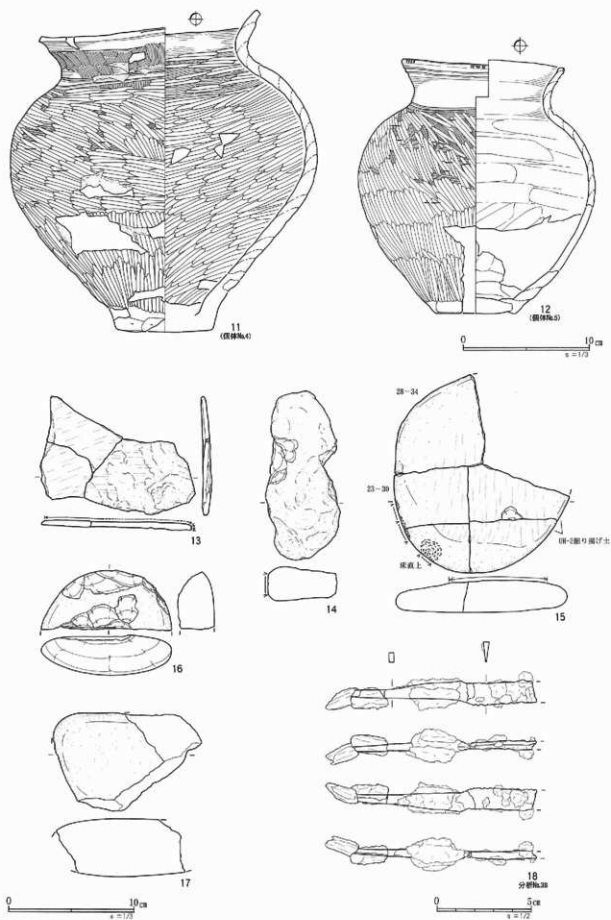 11
(個体No.4)
12
(個体No.5)
0 10cm
s=1/3
13
14
28-34
23-30
床直上
UH-2掘り揚げ土
15
16
17
18
分析No.38
0 10cm
s=1/3
0 5cm
s=1/2